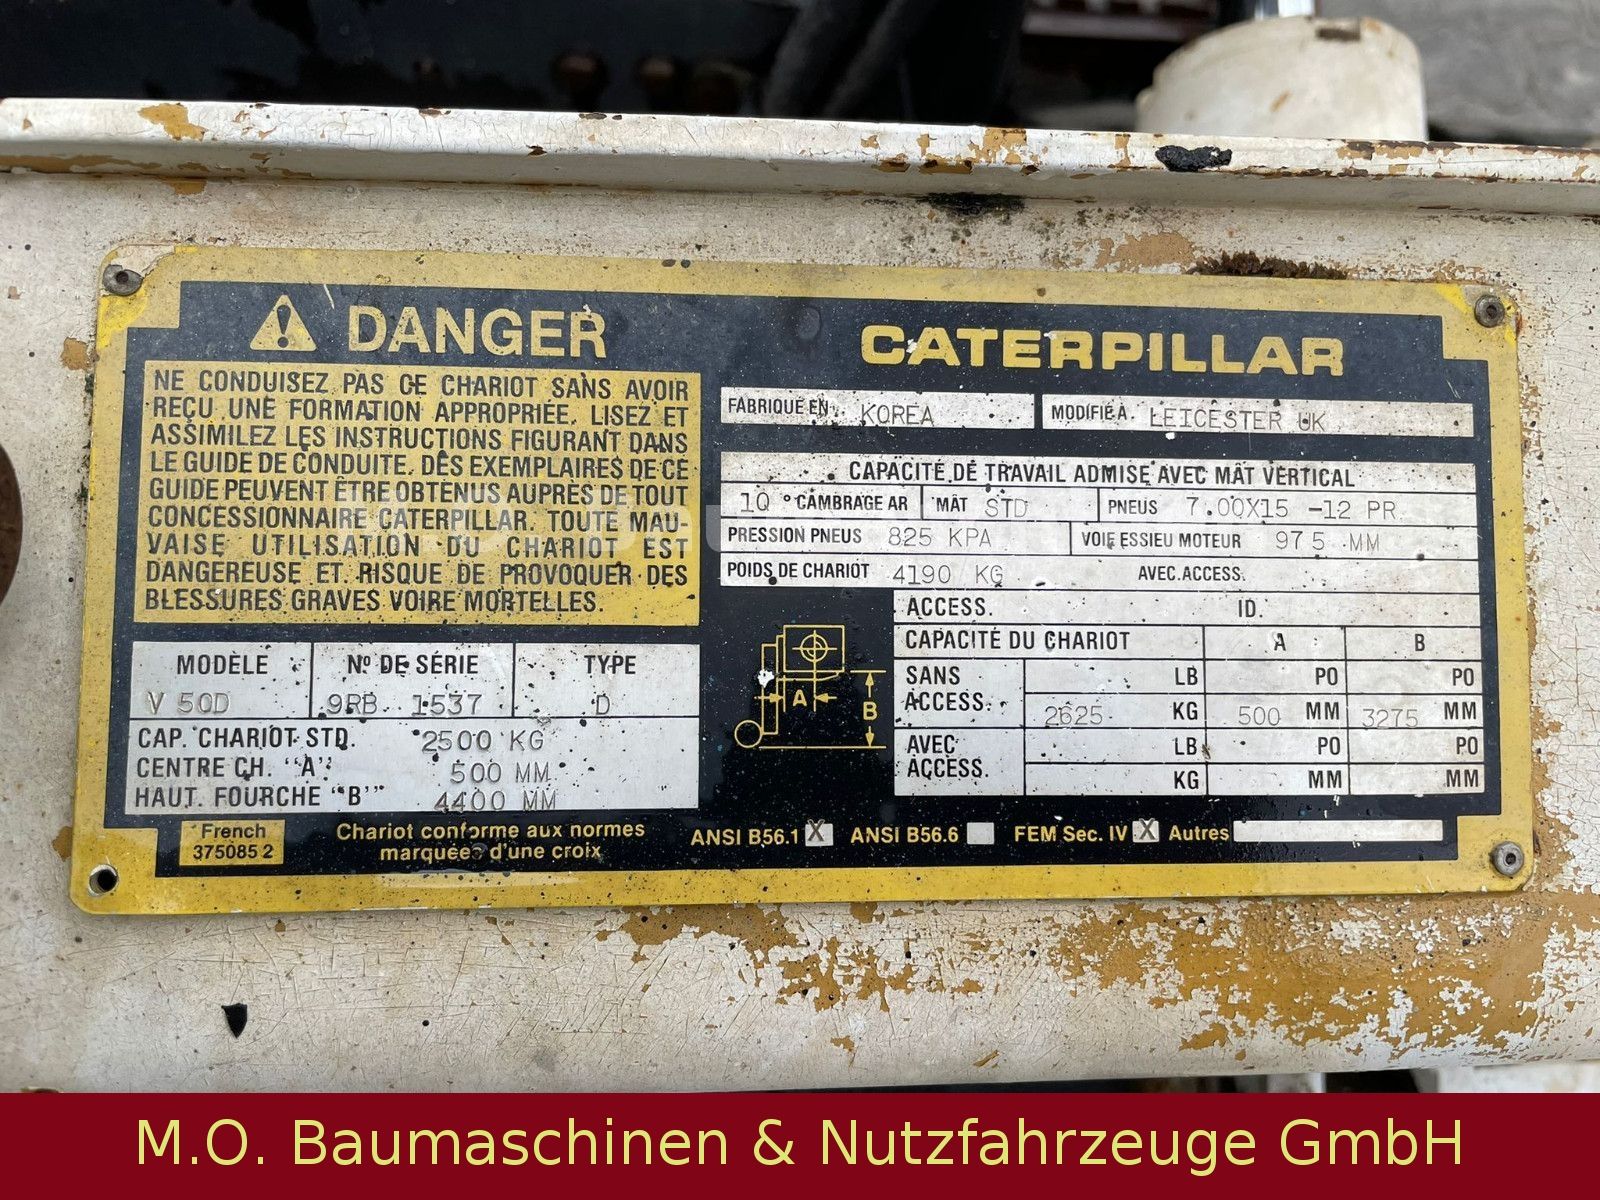 DANGER
NE CONDUISEZ PAS CE CHARIOT SANS AVOIR
REÇU UNE FORMATION APPROPRIÉE. LISEZ ET
ASSIMILEZ LES INSTRUCTIONS FIGURANT DANS
LE GUIDE DE CONDUITE. DES EXEMPLAIRES DE CE
GUIDE PEUVENT ÊTRE OBTENUS AUPRÈS DE TOUT
CONCESSIONNAIRE CATERPILLAR. TOUTE MAU-
VAISE UTILISATION DU CHARIOT EST
DANGEREUSE ET RISQUE DE PROVOQUER DES
BLESSURES GRAVES VOIRE MORTELLES.
MODÈLE Nº DE SÉRIE TYPE
V 50D 9RB 1537 D
CAP. CHARIOT STD. 2500 KG
CENTRE CH. "A" 500 MM
HAUT. FOURCHE "B" 4400 MM
CATERPILLAR
FABRIQUÉ EN KOREA MODIFIÉ À LEICESTER UK
CAPACITÉ DE TRAVAIL ADMISE AVEC MÂT VERTICAL
10 ° CAMBRAGE AR MÂT STD PNEUS 7.00X15 -12 PR
PRESSION PNEUS 825 KPA VOIE ESSIEU MOTEUR 975 MM
POIDS DE CHARIOT 4190 KG AVEC ACCESS.
ACCESS. ID.
CAPACITÉ DU CHARIOT A B
SANS ACCESS. LB PO PO
2625 KG 500 MM 3275 MM
AVEC ACCESS. LB PO PO
KG MM MM
A
B
French
375085 2
Chariot conforme aux normes
marquées d'une croix
ANSI B56.1 X ANSI B56.6 FEM Sec. IV X Autres
M.O. Baumaschinen & Nutzfahrzeuge GmbH